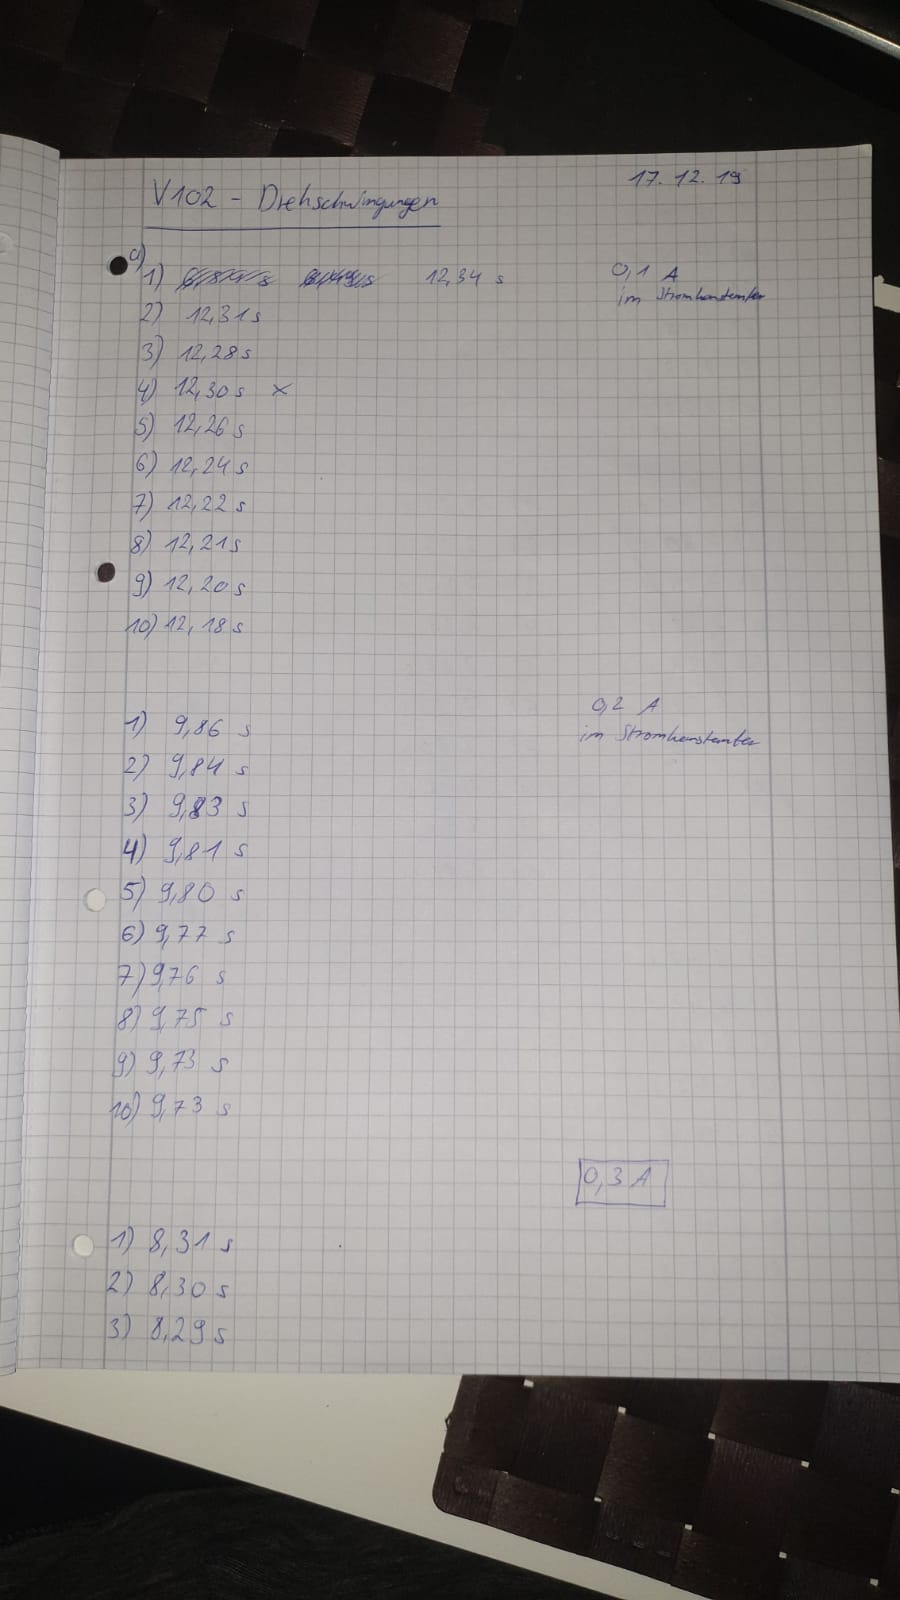 17.12.19
V102 - Drehschwingungen
a)
1) 12,34 s 0,1 A
im Stromkonstanter
2) 12,31 s
3) 12,28 s
4) 12,30 s x
5) 12,26 s
6) 12,24 s
7) 12,22 s
8) 12,21 s
9) 12,20 s
10) 12,18 s
0,2 A
im Stromkonstanter
1) 9,86 s
2) 9,84 s
3) 9,83 s
4) 9,81 s
5) 9,80 s
6) 9,77 s
7) 9,76 s
8) 9,75 s
9) 9,73 s
10) 9,73 s
0,3 A
1) 8,31 s
2) 8,30 s
3) 8,29 s